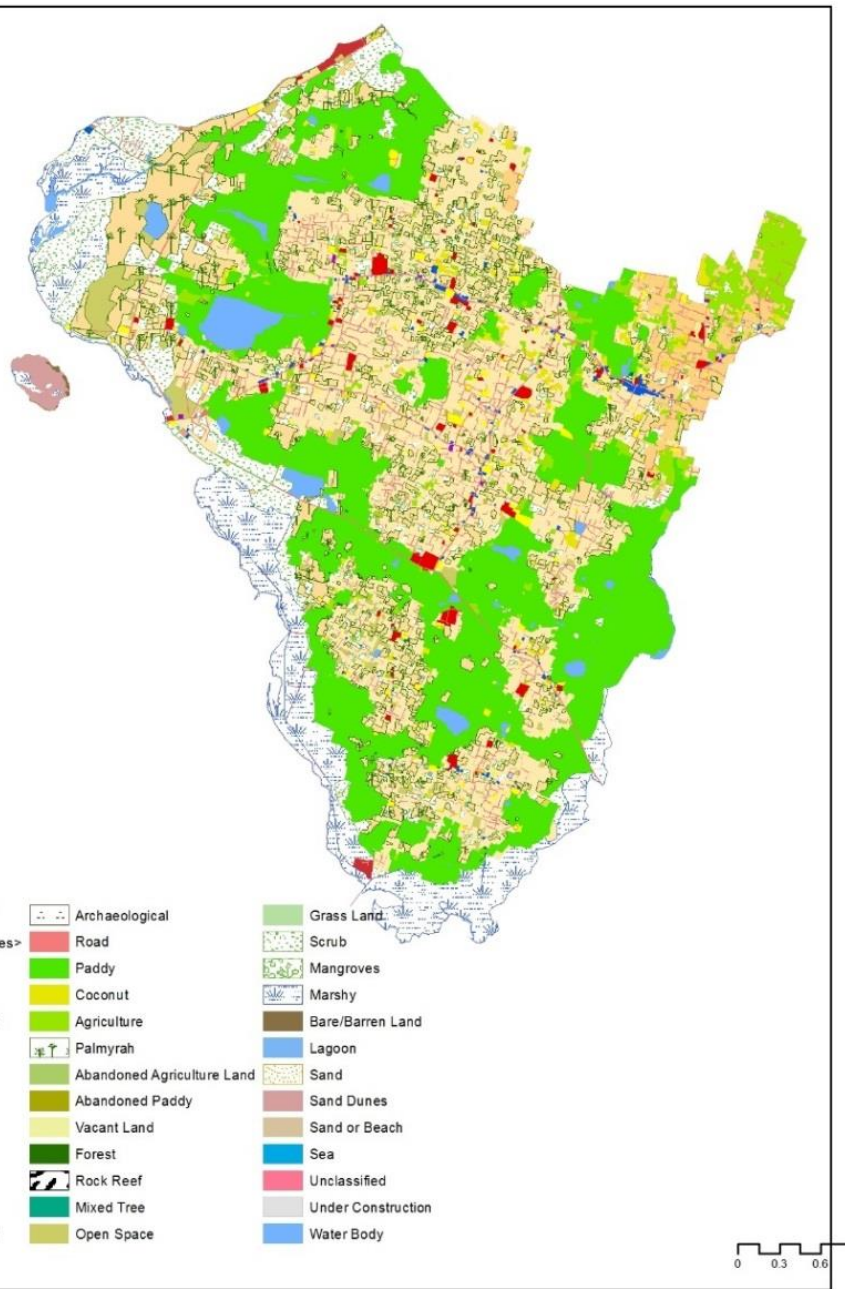 Archaeological
es> Road
Paddy
Coconut
Agriculture
Palmyrah
Abandoned Agriculture Land
Abandoned Paddy
Vacant Land
Forest
Rock Reef
Mixed Tree
Open Space
Grass Land
Scrub
Mangroves
Marshy
Bare/Barren Land
Lagoon
Sand
Sand Dunes
Sand or Beach
Sea
Unclassified
Under Construction
Water Body
0 0.3 0.6